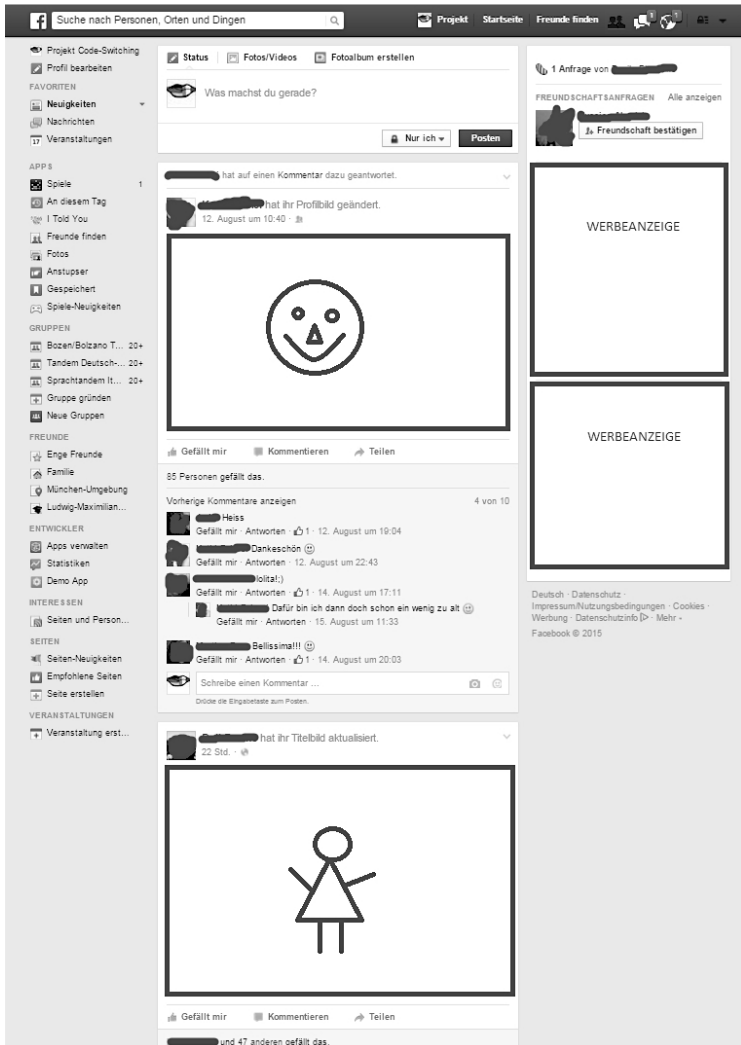 f Suche nach Personen, Orten und Dingen
Projekt Startseite Freunde finden 1 1
Projekt Code-Switching
Profil bearbeiten
FAVORITEN
Neuigkeiten
Nachrichten
17 Veranstaltungen
APPS
Spiele 1
An diesem Tag
I Told You
Freunde finden
Fotos
Anstupser
Gespeichert
Spiele-Neuigkeiten
GRUPPEN
Bozen/Bolzano T... 20+
Tandem Deutsch-... 20+
Sprachtandem It... 20+
Gruppe gründen
Neue Gruppen
FREUNDE
Enge Freunde
Familie
München-Umgebung
Ludwig-Maximilian...
ENTWICKLER
Apps verwalten
Statistiken
Demo App
INTERESSEN
Seiten und Person...
SEITEN
Seiten-Neuigkeiten
Empfohlene Seiten
Seite erstellen
VERANSTALTUNGEN
Veranstaltung erst...
Status Fotos/Videos Fotoalbum erstellen
Was machst du gerade?
Nur ich Posten
hat auf einen Kommentar dazu geantwortet.
hat ihr Profilbild geändert.
12. August um 10:40 ·
Gefällt mir Kommentieren Teilen
85 Personen gefällt das.
Vorherige Kommentare anzeigen 4 von 10
Heiss
Gefällt mir · Antworten · 1 · 12. August um 19:04
Dankeschön
Gefällt mir · Antworten · 12. August um 22:43
lolita!;)
Gefällt mir · Antworten · 1 · 14. August um 17:11
Dafür bin ich dann doch schon ein wenig zu alt
Gefällt mir · Antworten · 15. August um 11:33
Bellissima!!!
Gefällt mir · Antworten · 1 · 14. August um 20:03
Schreibe einen Kommentar ...
Drücke die Eingabetaste zum Posten.
hat ihr Titelbild aktualisiert.
22 Std. ·
Gefällt mir Kommentieren Teilen
und 47 anderen gefällt das.
1 Anfrage von
FREUNDSCHAFTSANFRAGEN Alle anzeigen
Freundschaft bestätigen
WERBEANZEIGE
WERBEANZEIGE
Deutsch · Datenschutz ·
Impressum/Nutzungsbedingungen · Cookies ·
Werbung · Datenschutzinfo · Mehr
Facebook © 2015